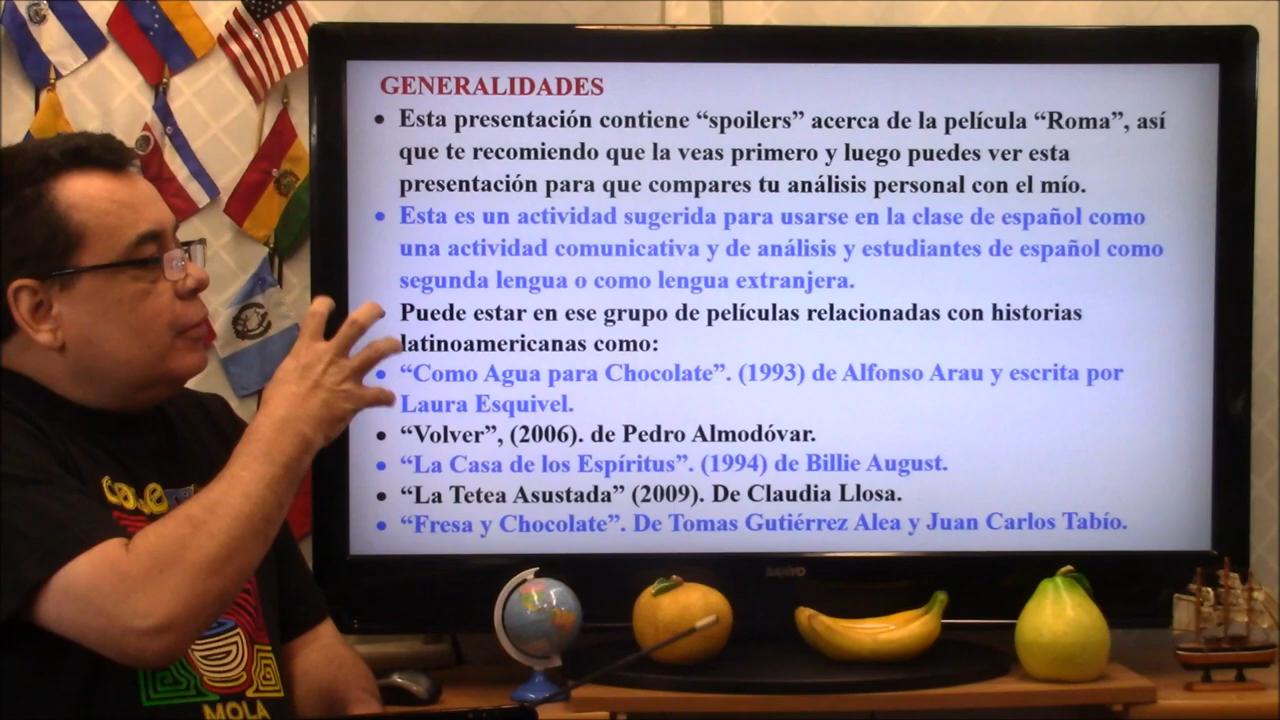 GENERALIDADES
• Esta presentación contiene “spoilers” acerca de la película “Roma”, así
que te recomiendo que la veas primero y luego puedes ver esta
presentación para que compares tu análisis personal con el mío.
• Esta es un actividad sugerida para usarse en la clase de español como
una actividad comunicativa y de análisis y estudiantes de español como
segunda lengua o como lengua extranjera.
• Puede estar en ese grupo de películas relacionadas con historias
latinoamericanas como:
• “Como Agua para Chocolate”. (1993) de Alfonso Arau y escrita por
Laura Esquivel.
• “Volver”, (2006). de Pedro Almodóvar.
• “La Casa de los Espíritus”. (1994) de Billie August.
• “La Tetea Asustada” (2009). De Claudia Llosa.
• “Fresa y Chocolate”. De Tomas Gutiérrez Alea y Juan Carlos Tabío.
SANYO
MOLA